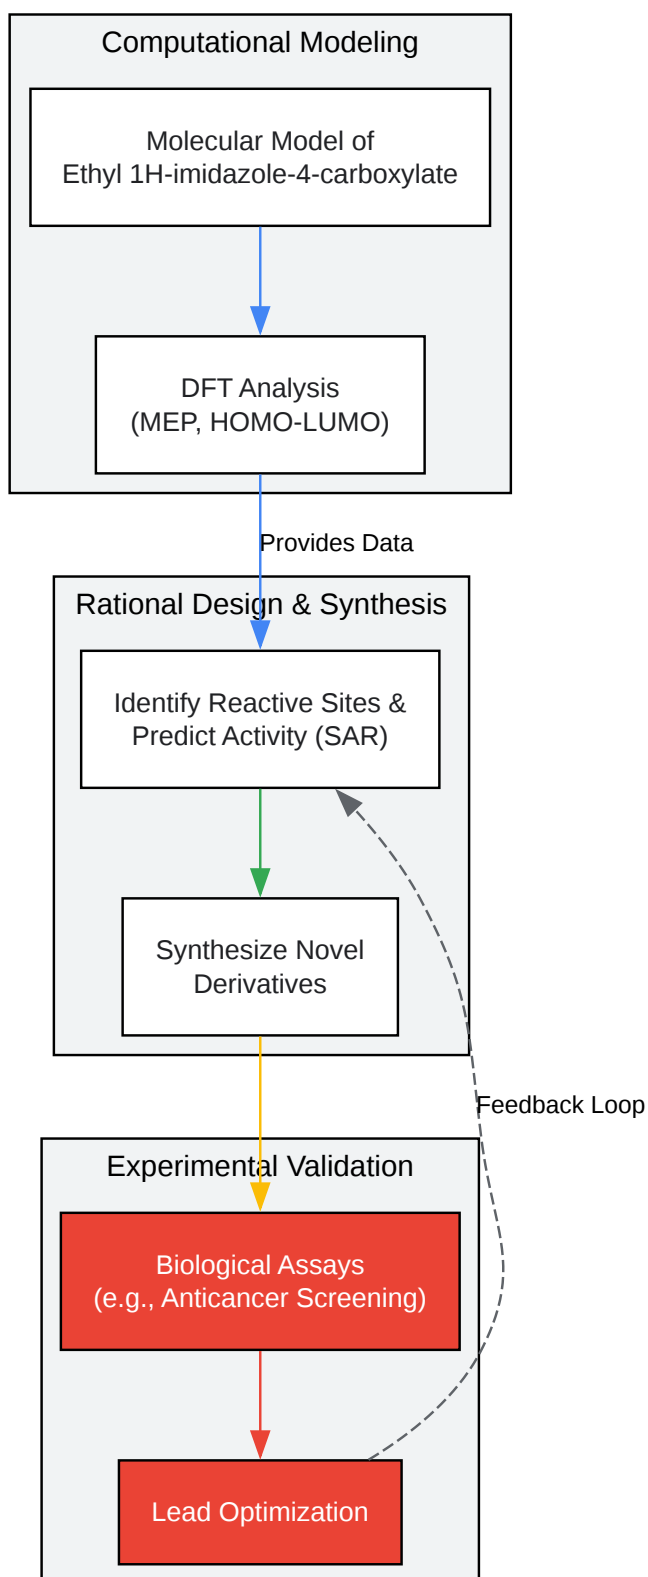 Computational Modeling
Molecular Model of
Ethyl 1H-imidazole-4-carboxylate
DFT Analysis
(MEP, HOMO-LUMO)
Provides Data
Rational Design & Synthesis
Identify Reactive Sites &
Predict Activity (SAR)
Synthesize Novel
Derivatives
Feedback Loop
Experimental Validation
Biological Assays
(e.g., Anticancer Screening)
Lead Optimization